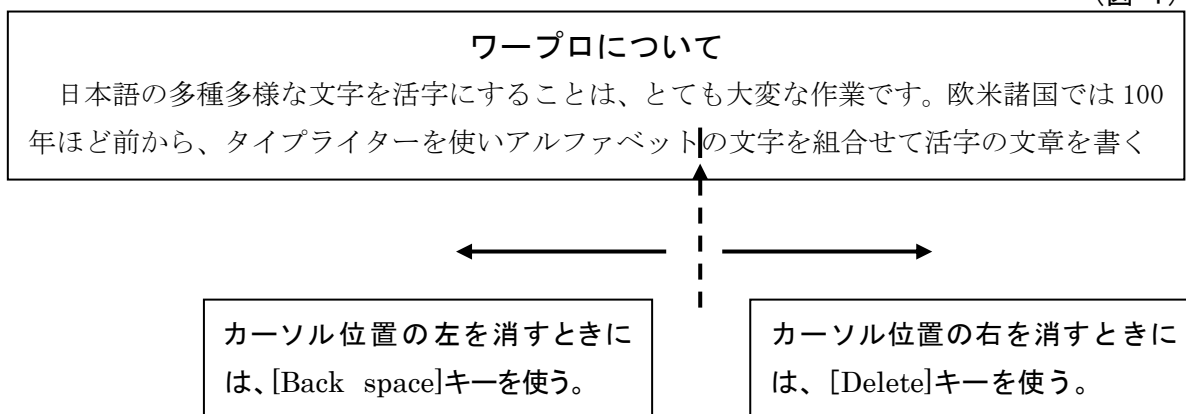 ワープロについて
日本語の多種多様な文字を活字にすることは、とても大変な作業です。欧米諸国では 100
年ほど前から、タイプライターを使いアルファベットの文字を組合せて活字の文章を書く
カーソル位置の左を消すときに
は、[Back space]キーを使う。
カーソル位置の右を消すときに
は、[Delete]キーを使う。